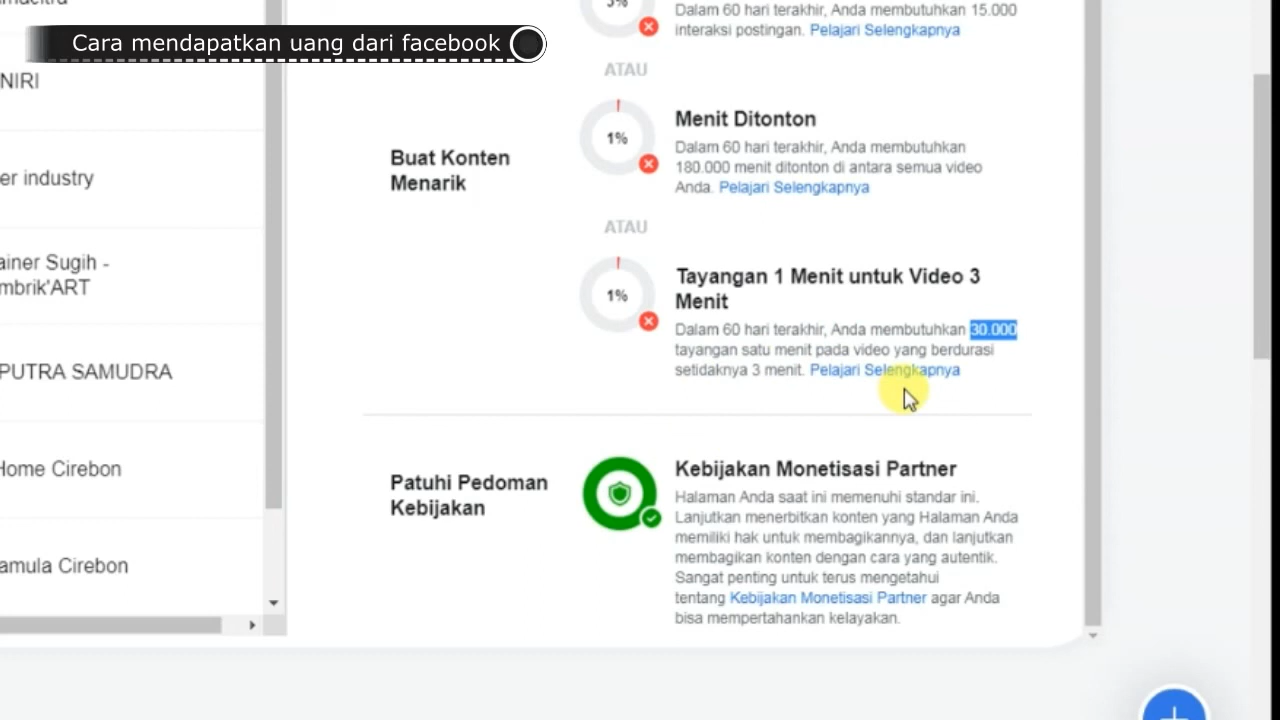 Cara mendapatkan uang dari facebook
NIRI
er industry
ainer Sugih -
mbrik'ART
PUTRA SAMUDRA
Home Cirebon
amula Cirebon
Dalam 60 hari terakhir, Anda membutuhkan 15.000
interaksi postingan. Pelajari Selengkapnya
ATAU
Buat Konten
Menarik
1%
Menit Ditonton
Dalam 60 hari terakhir, Anda membutuhkan
180.000 menit ditonton di antara semua video
Anda. Pelajari Selengkapnya
ATAU
1%
Tayangan 1 Menit untuk Video 3
Menit
Dalam 60 hari terakhir, Anda membutuhkan 30.000
tayangan satu menit pada video yang berdurasi
setidaknya 3 menit. Pelajari Selengkapnya
Patuhi Pedoman
Kebijakan
Kebijakan Monetisasi Partner
Halaman Anda saat ini memenuhi standar ini.
Lanjutkan menerbitkan konten yang Halaman Anda
memiliki hak untuk membagikannya, dan lanjutkan
membagikan konten dengan cara yang autentik.
Sangat penting untuk terus mengetahui
tentang Kebijakan Monetisasi Partner agar Anda
bisa mempertahankan kelayakan.